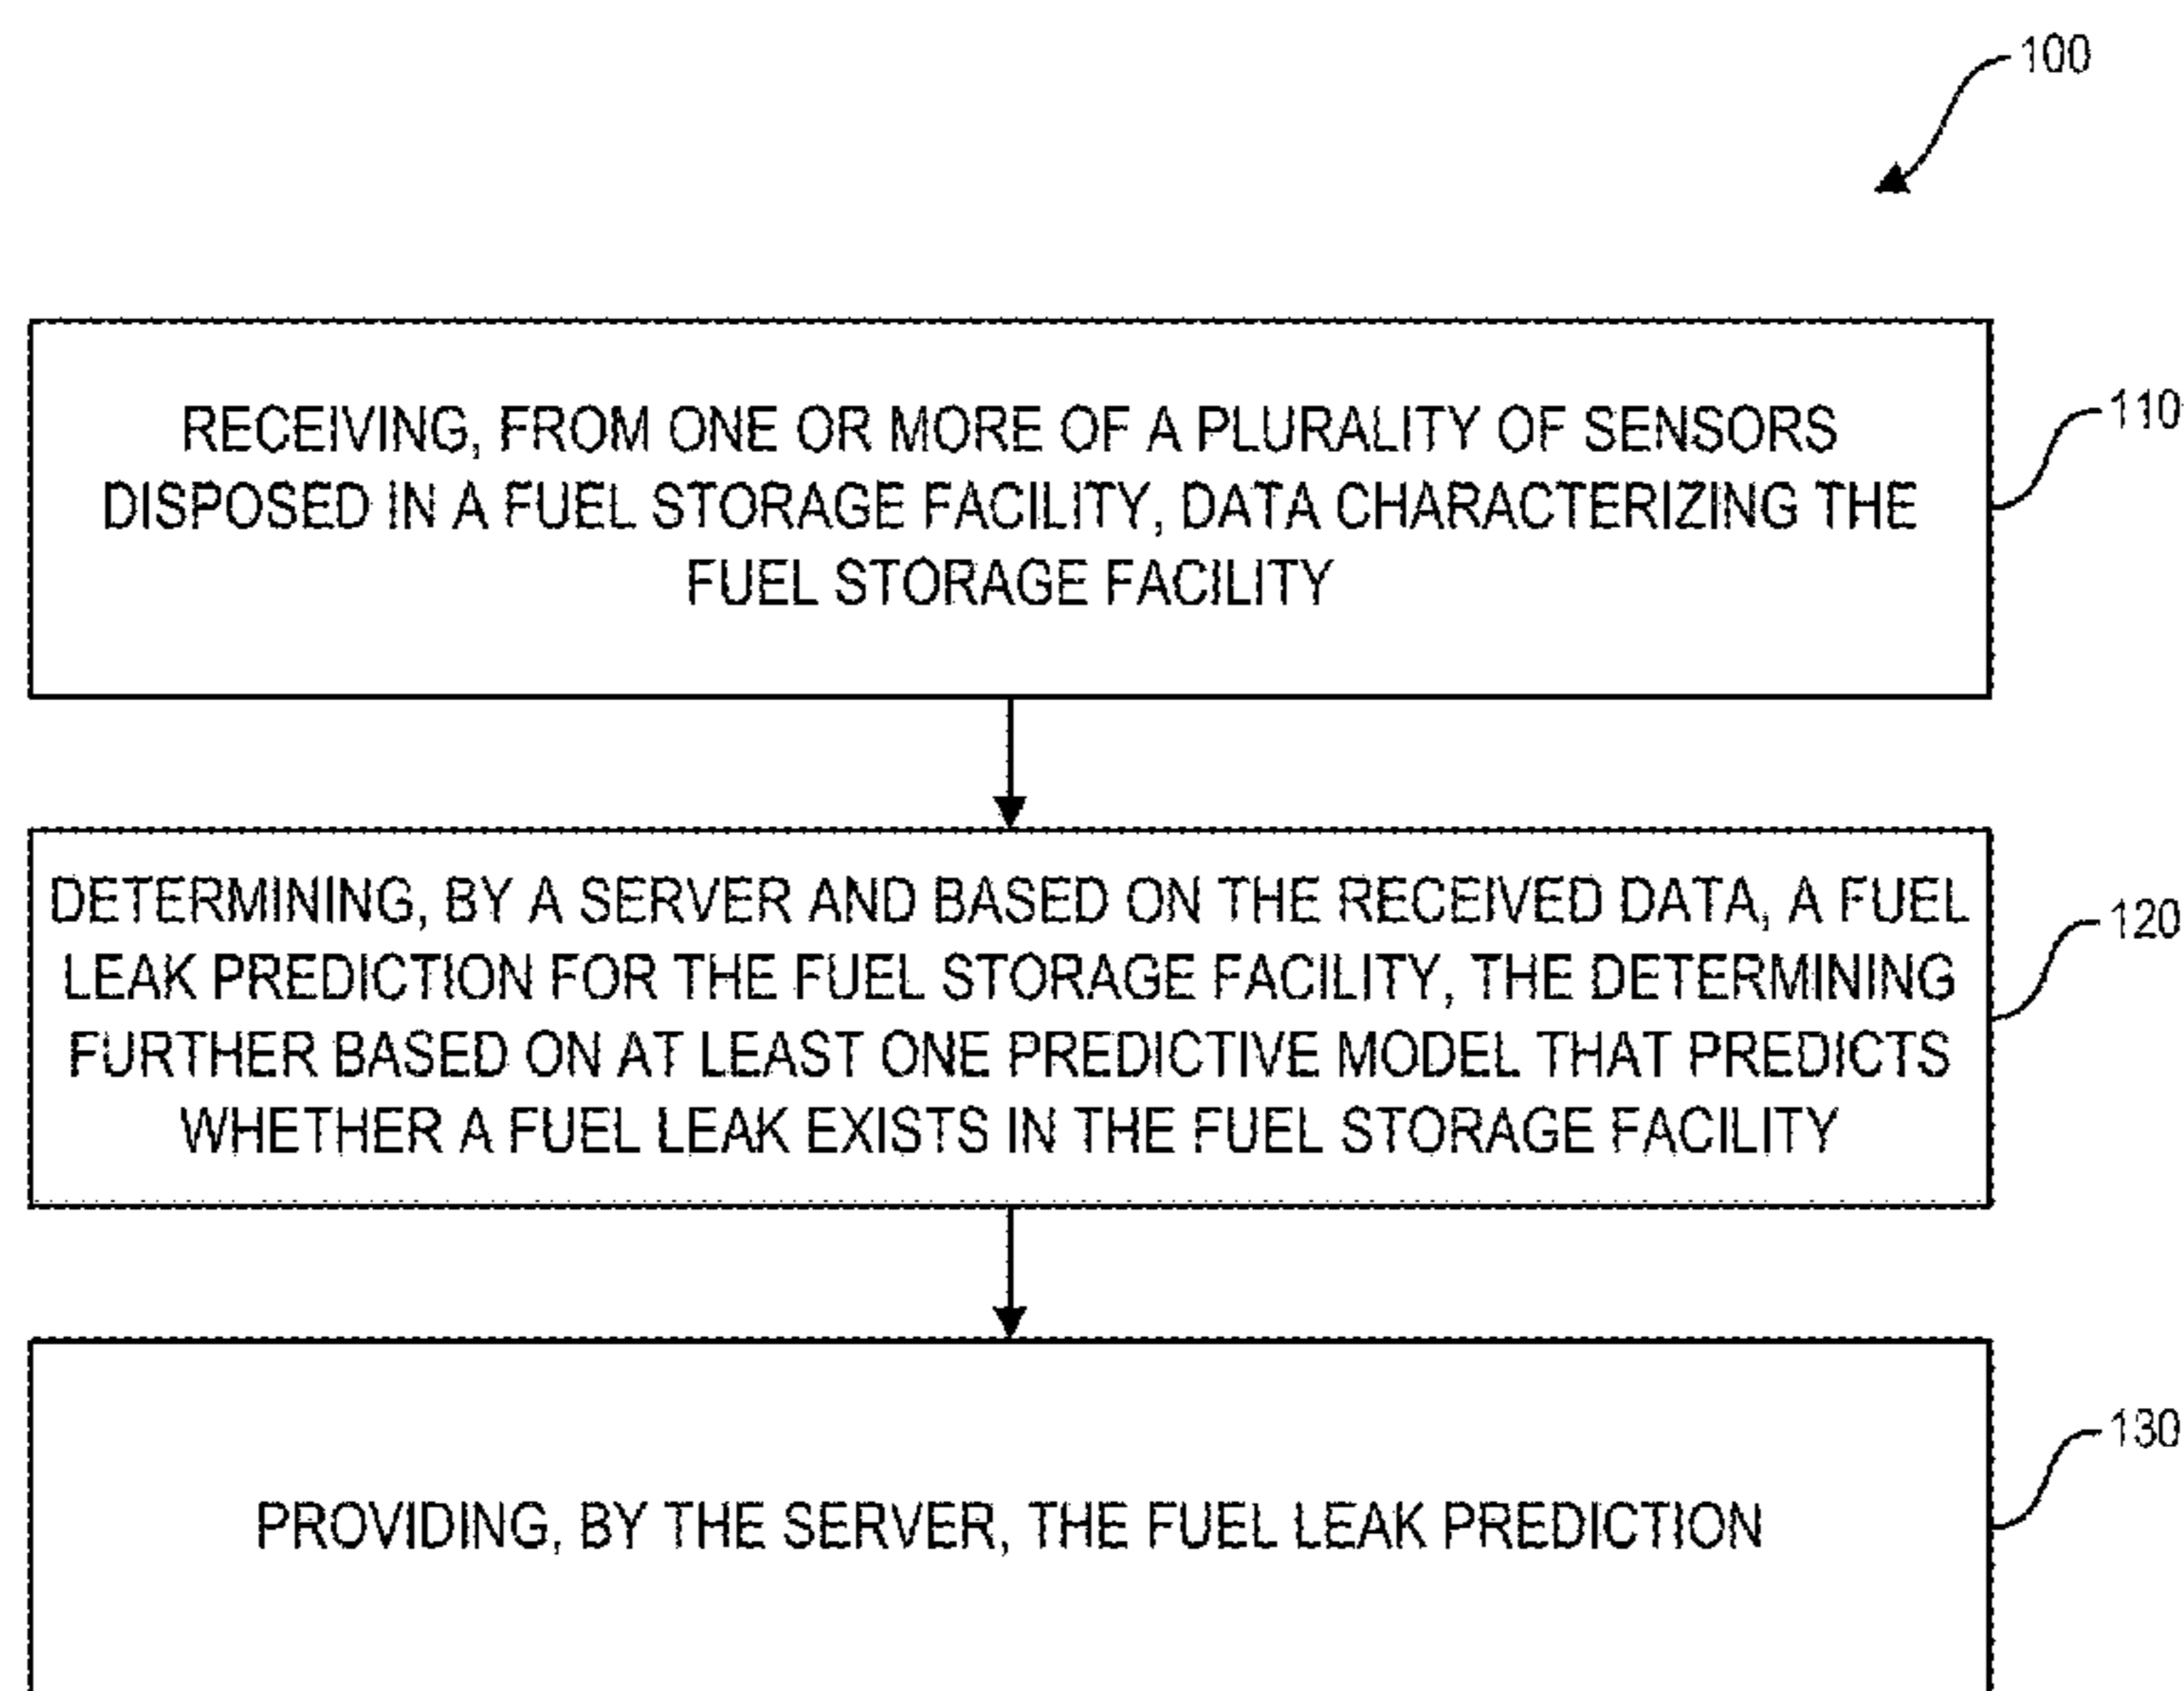 100
RECEIVING, FROM ONE OR MORE OF A PLURALITY OF SENSORS
DISPOSED IN A FUEL STORAGE FACILITY, DATA CHARACTERIZING THE
FUEL STORAGE FACILITY
110
DETERMINING, BY A SERVER AND BASED ON THE RECEIVED DATA, A FUEL
LEAK PREDICTION FOR THE FUEL STORAGE FACILITY, THE DETERMINING
FURTHER BASED ON AT LEAST ONE PREDICTIVE MODEL THAT PREDICTS
WHETHER A FUEL LEAK EXISTS IN THE FUEL STORAGE FACILITY
120
PROVIDING, BY THE SERVER, THE FUEL LEAK PREDICTION
130